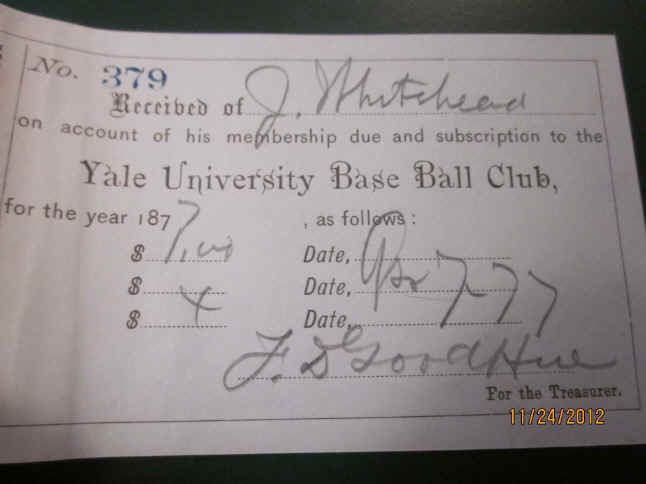 No. 379
Received of J. Whitehead
on account of his membership due and subscription to the
Yale University Base Ball Club,
for the year 1877, as follows:
$ Date,
$ Date, Apr 7-77
$ Date,
F. D Goodhue
For the Treasurer.
11/24/2012